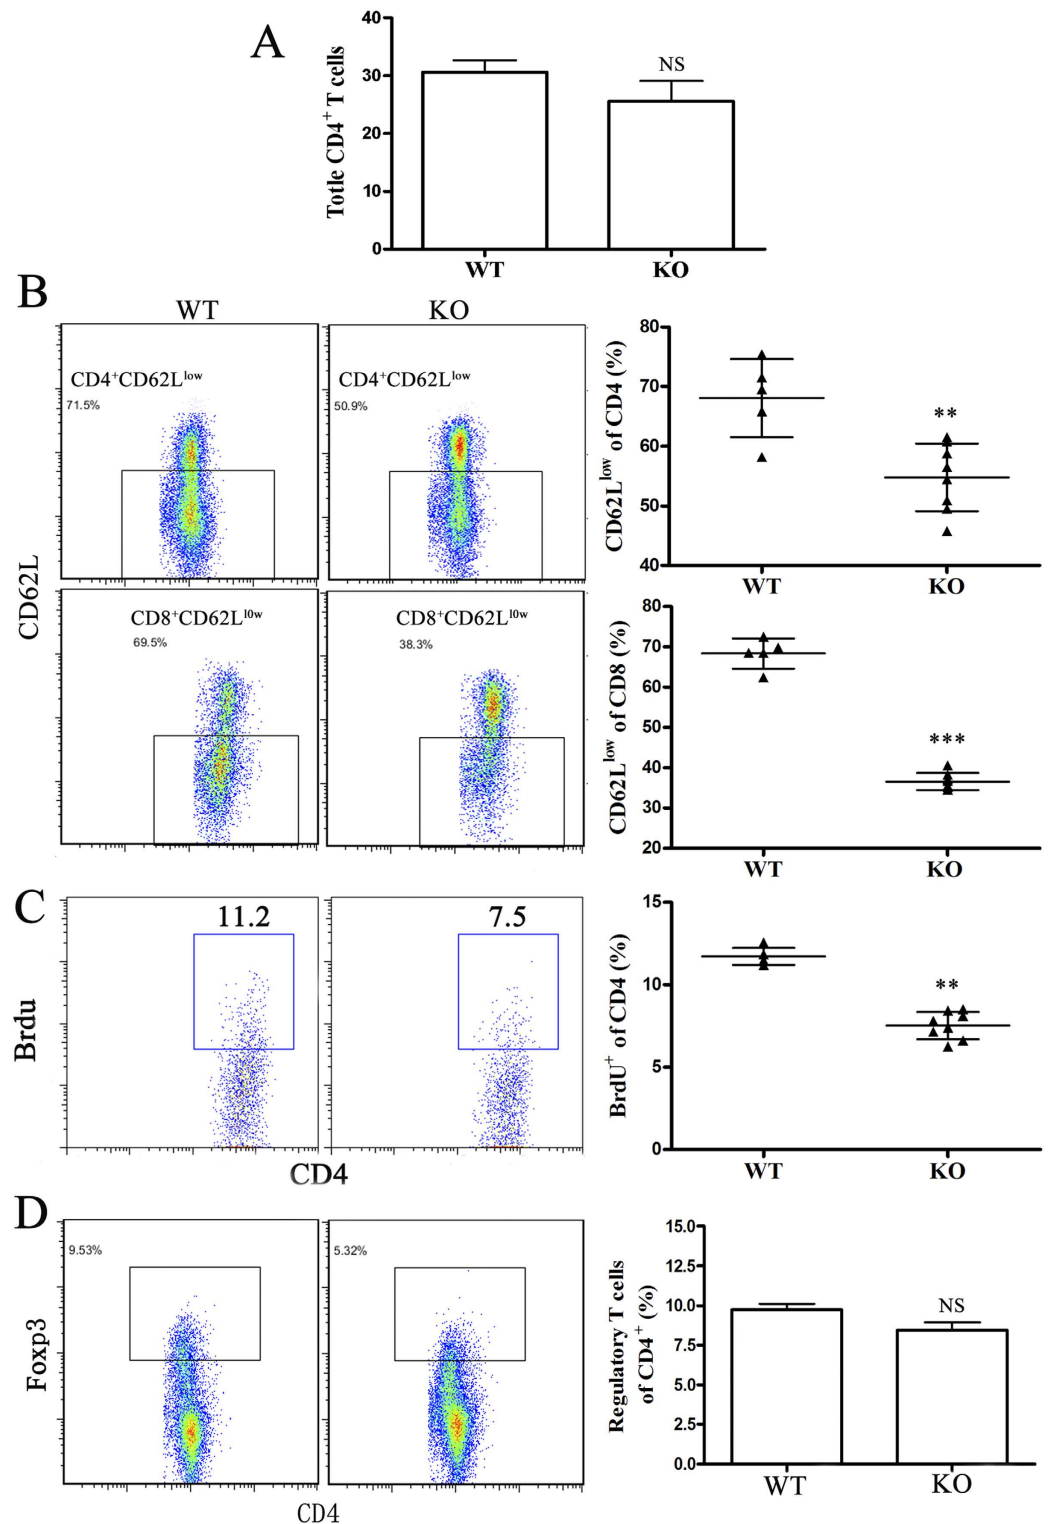 A
Totle CD4⁺ T cells
40
30
20
10
0
NS
WT
KO
B
WT
KO
CD62L
CD4⁺CD62Lˡᵒʷ
71.5%
CD4⁺CD62Lˡᵒʷ
50.9%
CD62Lˡᵒʷ of CD4 (%)
80
70
60
50
40
**
WT
KO
CD8⁺CD62Lˡ⁰ʷ
69.5%
CD8⁺CD62Lˡ⁰ʷ
38.3%
CD62Lˡᵒʷ of CD8 (%)
80
70
60
50
40
30
20
***
WT
KO
C
Brdu
11.2
7.5
CD4
BrdU⁺ of CD4 (%)
15
10
5
0
**
WT
KO
D
Foxp3
9.53%
5.32%
CD4
Regulatory T cells
of CD4⁺ (%)
15.0
12.5
10.0
7.5
5.0
2.5
0.0
NS
WT
KO